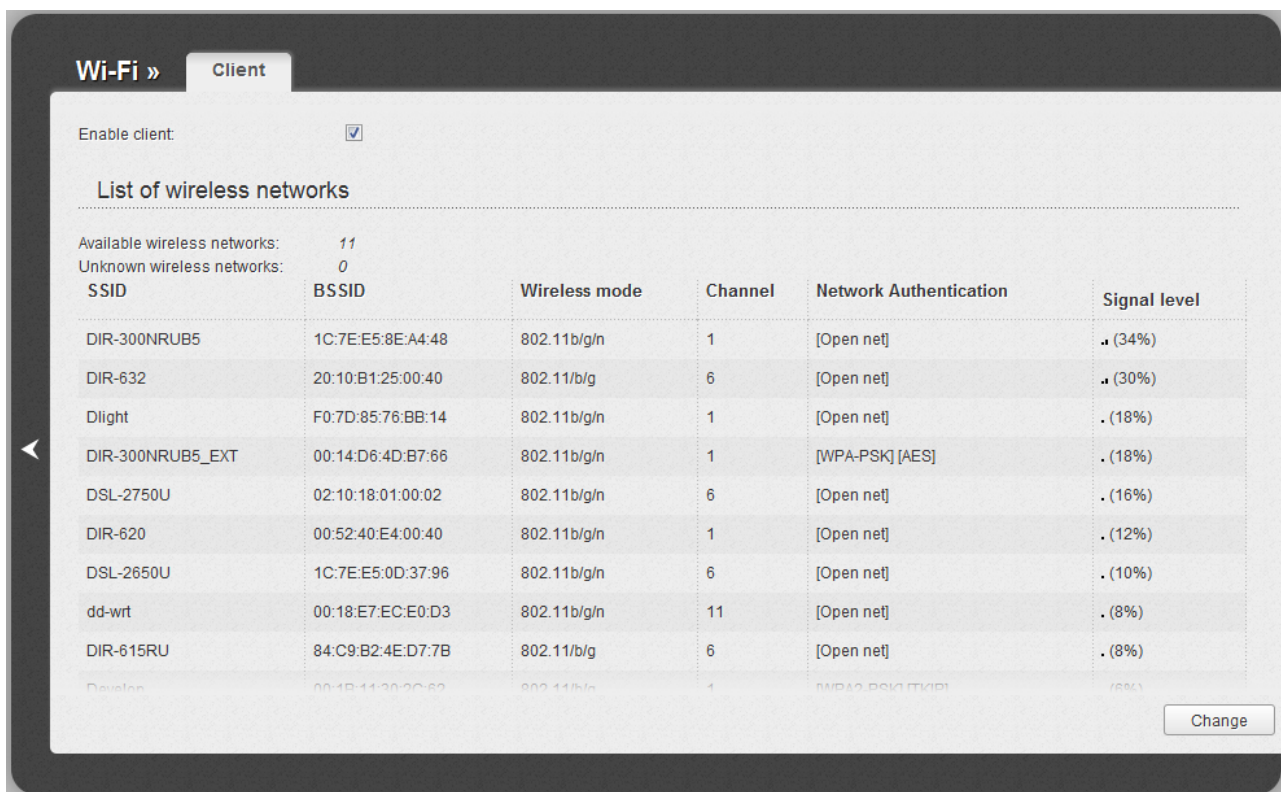 Wi-Fi » Client
Enable client:
List of wireless networks
Available wireless networks: 11
Unknown wireless networks: 0
SSID BSSID Wireless mode Channel Network Authentication Signal level
DIR-300NRUB5 1C:7E:E5:8E:A4:48 802.11b/g/n 1 [Open net] (34%)
DIR-632 20:10:B1:25:00:40 802.11/b/g 6 [Open net] (30%)
Dlight F0:7D:85:76:BB:14 802.11b/g/n 1 [Open net] (18%)
DIR-300NRUB5_EXT 00:14:D6:4D:B7:66 802.11b/g/n 1 [WPA-PSK] [AES] (18%)
DSL-2750U 02:10:18:01:00:02 802.11b/g/n 6 [Open net] (16%)
DIR-620 00:52:40:E4:00:40 802.11b/g/n 1 [Open net] (12%)
DSL-2650U 1C:7E:E5:0D:37:96 802.11b/g/n 6 [Open net] (10%)
dd-wrt 00:18:E7:EC:E0:D3 802.11b/g/n 11 [Open net] (8%)
DIR-615RU 84:C9:B2:4E:D7:7B 802.11/b/g 6 [Open net] (8%)
Develop 1 [WPA2-PSK] [TKIP] (6%)
Change